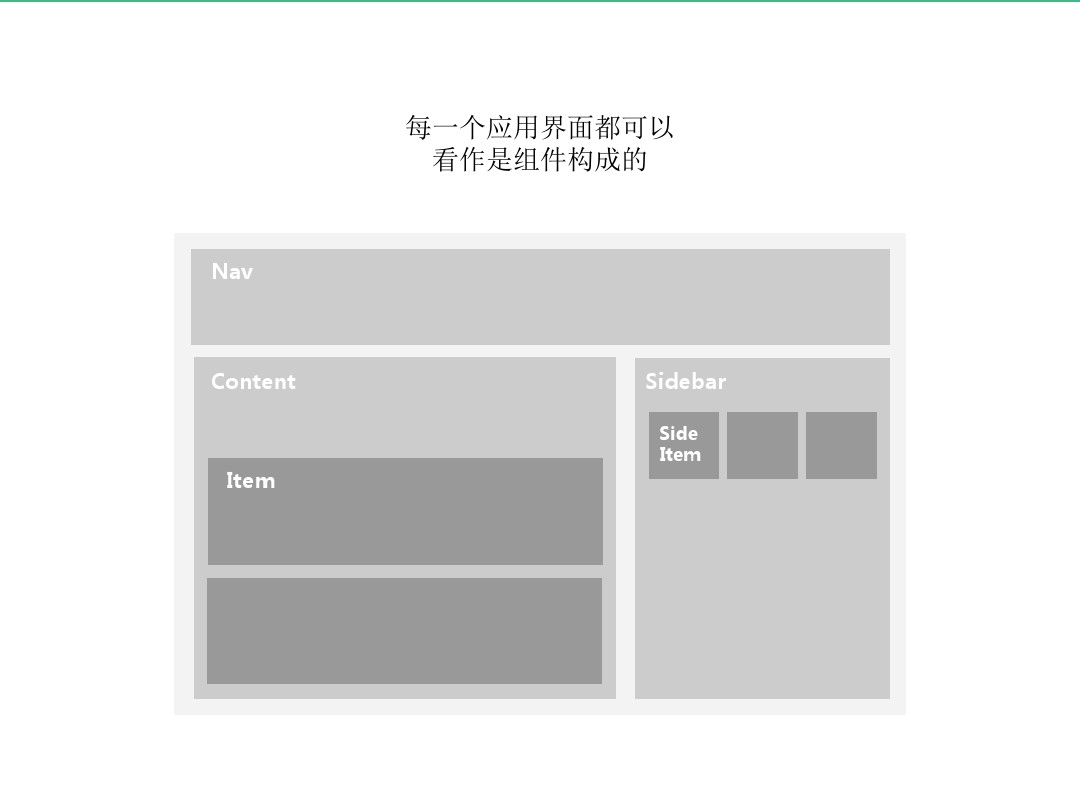 每一个应用界面都可以
看作是组件构成的
Nav
Content
Item
Sidebar
Side
Item